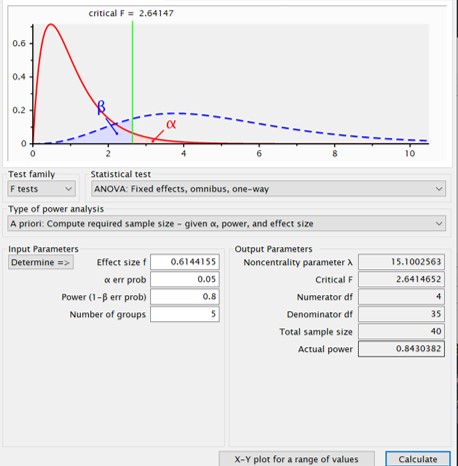 critical F = 2.64147
0.6
0.4
0.2
0
β
α
0 2 4 6 8 10
Test family
Statistical test
F tests
ANOVA: Fixed effects, omnibus, one-way
Type of power analysis
A priori: Compute required sample size – given α, power, and effect size
Input Parameters
Determine =>
Effect size f 0.6144155
α err prob 0.05
Power (1-β err prob) 0.8
Number of groups 5
Output Parameters
Noncentrality parameter λ 15.1002563
Critical F 2.6414652
Numerator df 4
Denominator df 35
Total sample size 40
Actual power 0.8430382
X-Y plot for a range of values
Calculate